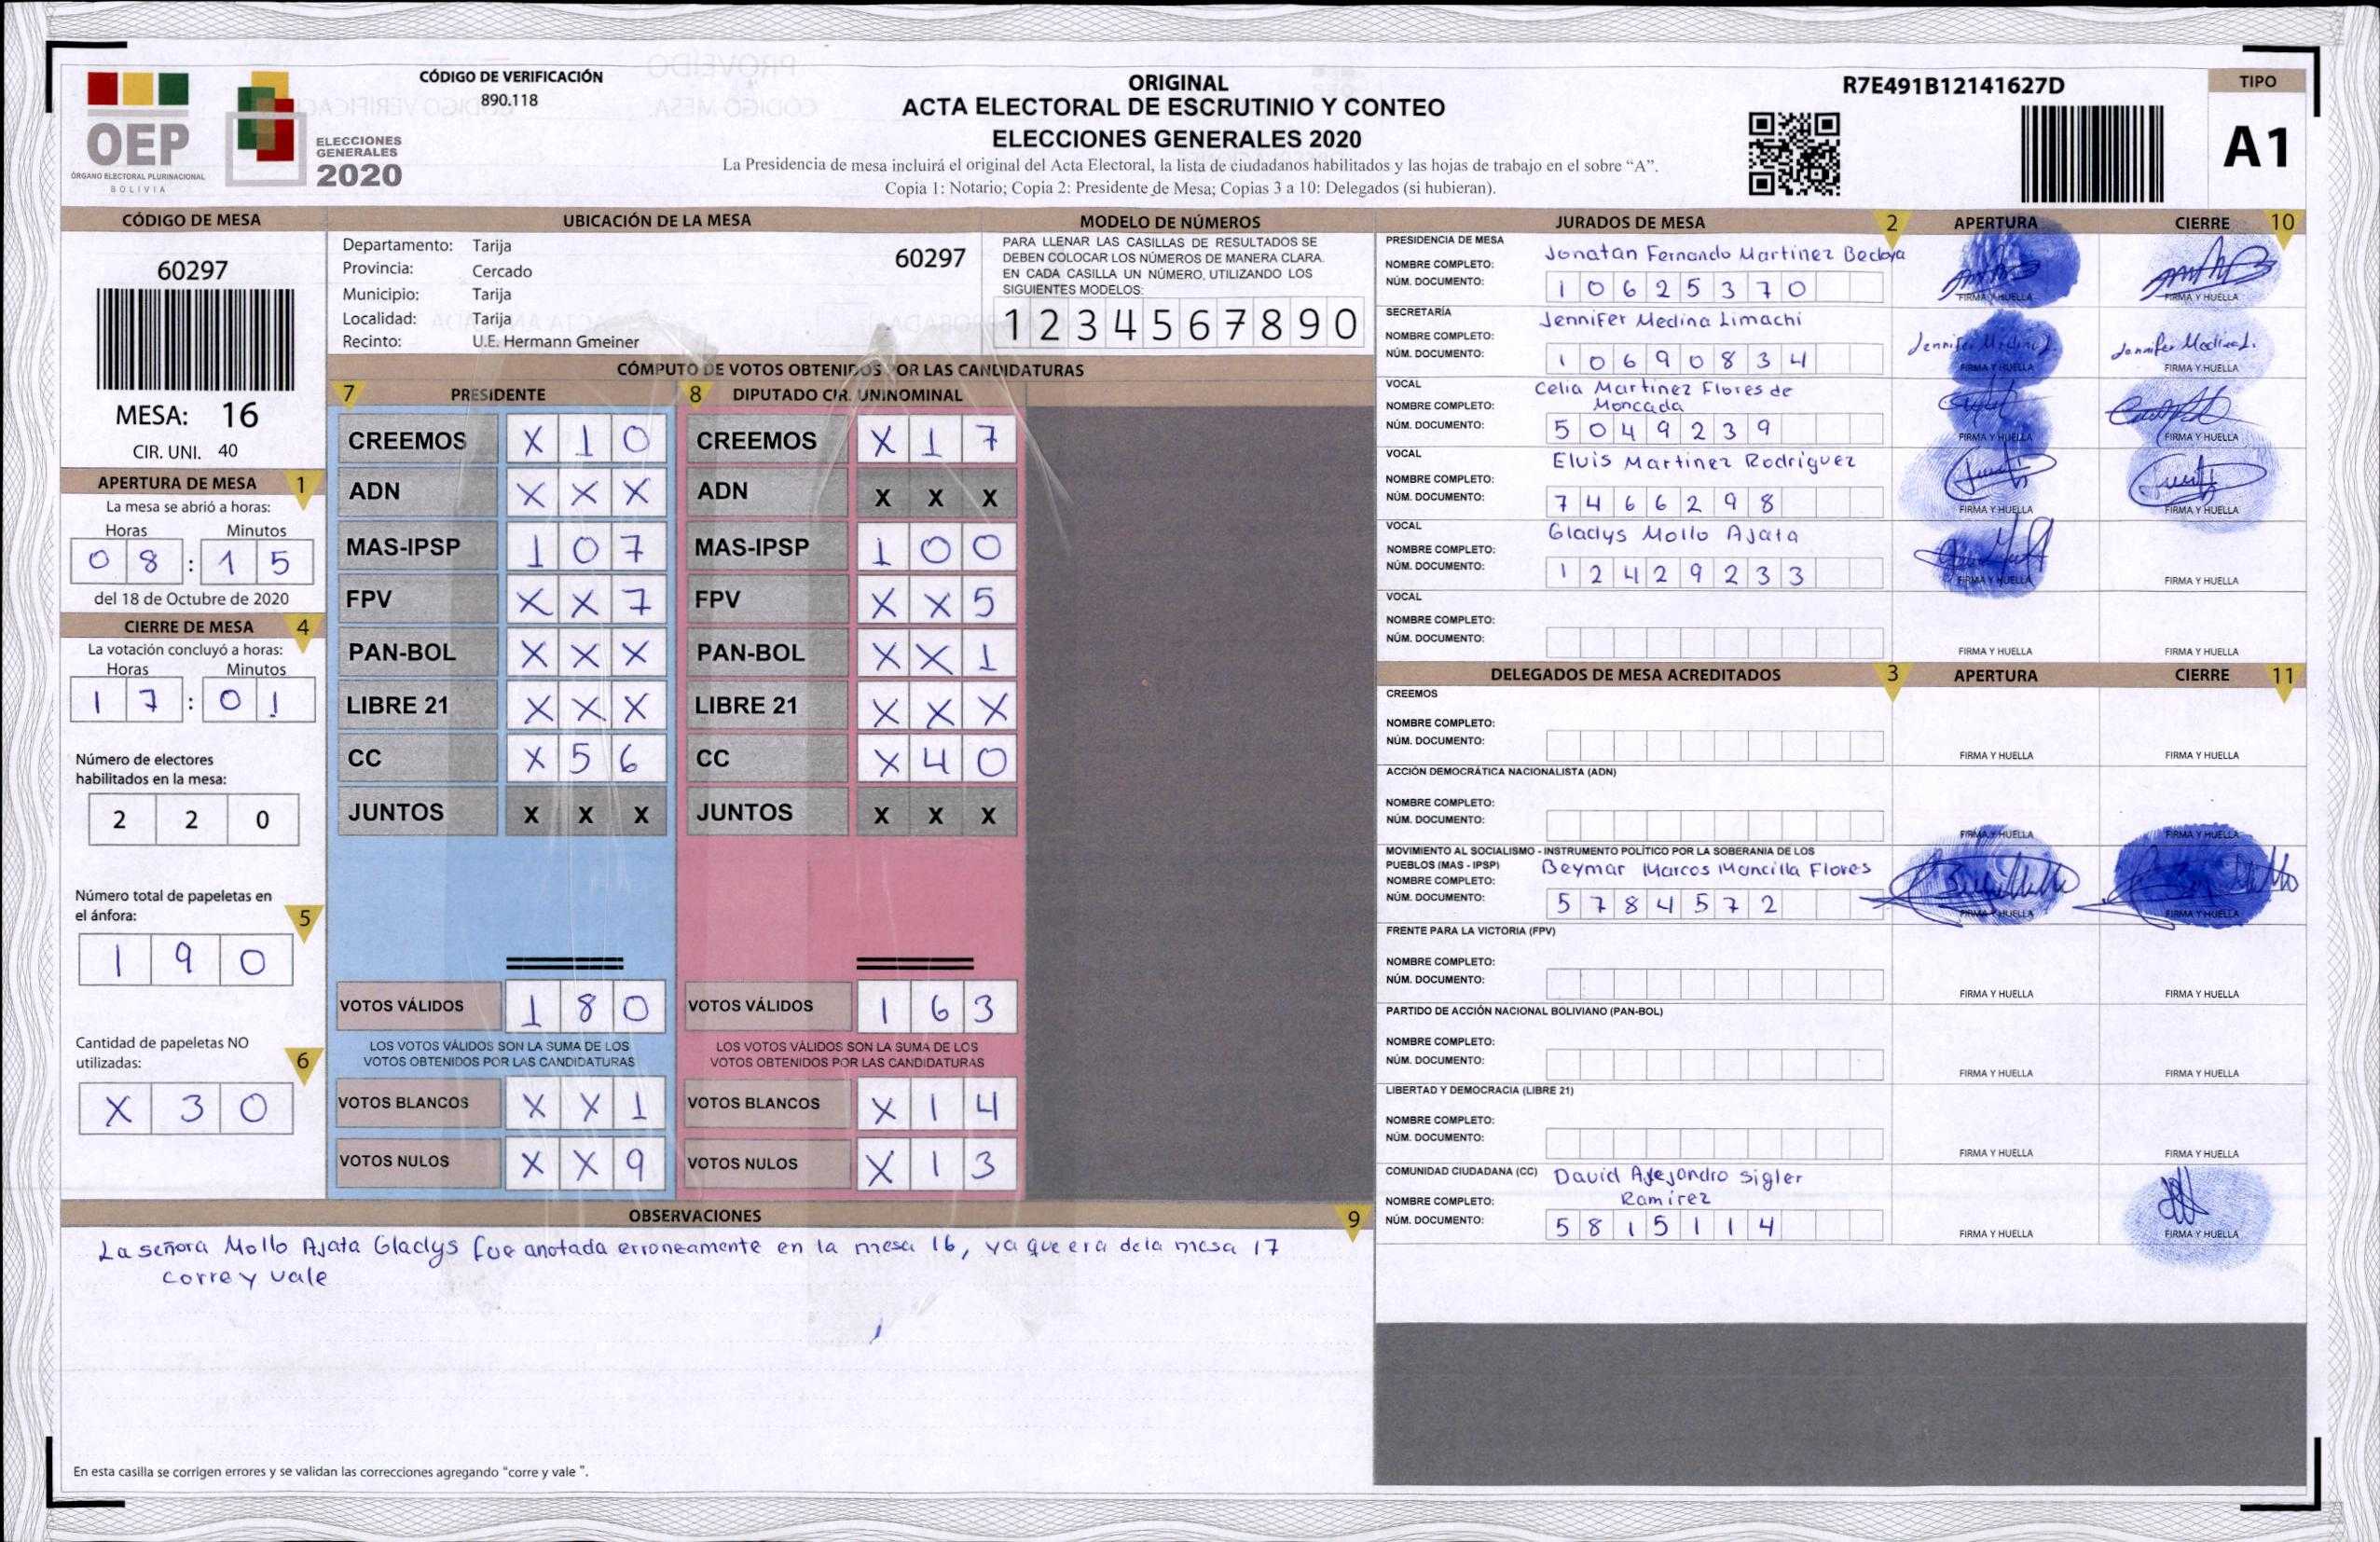 OEP
ÓRGANO ELECTORAL PLURINACIONAL
BOLIVIA
ELECCIONES
GENERALES
2020
CÓDIGO DE VERIFICACIÓN
890.118
ORIGINAL
ACTA ELECTORAL DE ESCRUTINIO Y CONTEO
ELECCIONES GENERALES 2020
La Presidencia de mesa incluirá el original del Acta Electoral, la lista de ciudadanos habilitados y las hojas de trabajo en el sobre “A”.
Copia 1: Notario; Copia 2: Presidente de Mesa; Copias 3 a 10: Delegados (si hubieran).
R7E491B12141627D
TIPO
A1
CÓDIGO DE MESA
60297
MESA: 16
CIR. UNI. 40
APERTURA DE MESA 1
La mesa se abrió a horas:
Horas Minutos
0 8 : 1 5
del 18 de Octubre de 2020
CIERRE DE MESA 4
La votación concluyó a horas:
Horas Minutos
1 7 : 0 1
Número de electores
habilitados en la mesa:
2 2 0
Número total de papeletas en
el ánfora: 5
1 9 0
Cantidad de papeletas NO
utilizadas: 6
X 3 0
UBICACIÓN DE LA MESA
Departamento: Tarija
60297
Provincia: Cercado
Municipio: Tarija
Localidad: Tarija
Recinto: U.E. Hermann Gmeiner
MODELO DE NÚMEROS
PARA LLENAR LAS CASILLAS DE RESULTADOS SE
DEBEN COLOCAR LOS NÚMEROS DE MANERA CLARA.
EN CADA CASILLA UN NÚMERO, UTILIZANDO LOS
SIGUIENTES MODELOS:
1 2 3 4 5 6 7 8 9 0
CÓMPUTO DE VOTOS OBTENIDOS POR LAS CANDIDATURAS
7 PRESIDENTE
CREEMOS X 1 0
ADN X X X
MAS-IPSP 1 0 7
FPV X X 7
PAN-BOL X X X
LIBRE 21 X X X
CC X 5 6
JUNTOS X X X
VOTOS VÁLIDOS 1 8 0
LOS VOTOS VÁLIDOS SON LA SUMA DE LOS
VOTOS OBTENIDOS POR LAS CANDIDATURAS
VOTOS BLANCOS X X 1
VOTOS NULOS X X 9
8 DIPUTADO CIR. UNINOMINAL
CREEMOS X 1 7
ADN X X X
MAS-IPSP 1 0 0
FPV X X 5
PAN-BOL X X 1
LIBRE 21 X X X
CC X 4 0
JUNTOS X X X
VOTOS VÁLIDOS 1 6 3
LOS VOTOS VÁLIDOS SON LA SUMA DE LOS
VOTOS OBTENIDOS POR LAS CANDIDATURAS
VOTOS BLANCOS X 1 4
VOTOS NULOS X 1 3
OBSERVACIONES 9
La señora Mollo Ajata Gladys fue anotada erroneamente en la mesa 16, ya que era dela mesa 17
corre y vale
En esta casilla se corrigen errores y se validan las correcciones agregando “corre y vale ”.
JURADOS DE MESA 2 APERTURA CIERRE 10
PRESIDENCIA DE MESA
NOMBRE COMPLETO: Jonatan Fernando Martinez Bedoya
NÚM. DOCUMENTO: 1 0 6 2 5 3 7 0
FIRMA Y HUELLA FIRMA Y HUELLA
SECRETARÍA
NOMBRE COMPLETO: Jennifer Medina Limachi
Jennifer Medina L. Jennifer Medina L.
NÚM. DOCUMENTO: 1 0 6 9 0 8 3 4
FIRMA Y HUELLA FIRMA Y HUELLA
VOCAL
NOMBRE COMPLETO: Celia Martinez Flores de
Moncada
NÚM. DOCUMENTO: 5 0 4 9 2 3 9
FIRMA Y HUELLA FIRMA Y HUELLA
VOCAL
NOMBRE COMPLETO: Elvis Martinez Rodriguez
NÚM. DOCUMENTO: 7 4 6 6 2 9 8
FIRMA Y HUELLA FIRMA Y HUELLA
VOCAL
NOMBRE COMPLETO: Gladys Mollo Ajata
NÚM. DOCUMENTO: 1 2 4 2 9 2 3 3
FIRMA Y HUELLA FIRMA Y HUELLA
VOCAL
NOMBRE COMPLETO:
NÚM. DOCUMENTO:
FIRMA Y HUELLA FIRMA Y HUELLA
DELEGADOS DE MESA ACREDITADOS 3 APERTURA CIERRE 11
CREEMOS
NOMBRE COMPLETO:
NÚM. DOCUMENTO:
FIRMA Y HUELLA FIRMA Y HUELLA
ACCIÓN DEMOCRÁTICA NACIONALISTA (ADN)
NOMBRE COMPLETO:
NÚM. DOCUMENTO:
FIRMA Y HUELLA FIRMA Y HUELLA
MOVIMIENTO AL SOCIALISMO - INSTRUMENTO POLÍTICO POR LA SOBERANIA DE LOS
PUEBLOS (MAS - IPSP)
NOMBRE COMPLETO: Beymar Marcos Mancilla Flores
NÚM. DOCUMENTO: 5 7 8 4 5 7 2
FIRMA Y HUELLA FIRMA Y HUELLA
FRENTE PARA LA VICTORIA (FPV)
NOMBRE COMPLETO:
NÚM. DOCUMENTO:
FIRMA Y HUELLA FIRMA Y HUELLA
PARTIDO DE ACCIÓN NACIONAL BOLIVIANO (PAN-BOL)
NOMBRE COMPLETO:
NÚM. DOCUMENTO:
FIRMA Y HUELLA FIRMA Y HUELLA
LIBERTAD Y DEMOCRACIA (LIBRE 21)
NOMBRE COMPLETO:
NÚM. DOCUMENTO:
FIRMA Y HUELLA FIRMA Y HUELLA
COMUNIDAD CIUDADANA (CC)
NOMBRE COMPLETO: David Alejandro Sigler
Ramirez
NÚM. DOCUMENTO: 5 8 1 5 1 1 4
FIRMA Y HUELLA FIRMA Y HUELLA